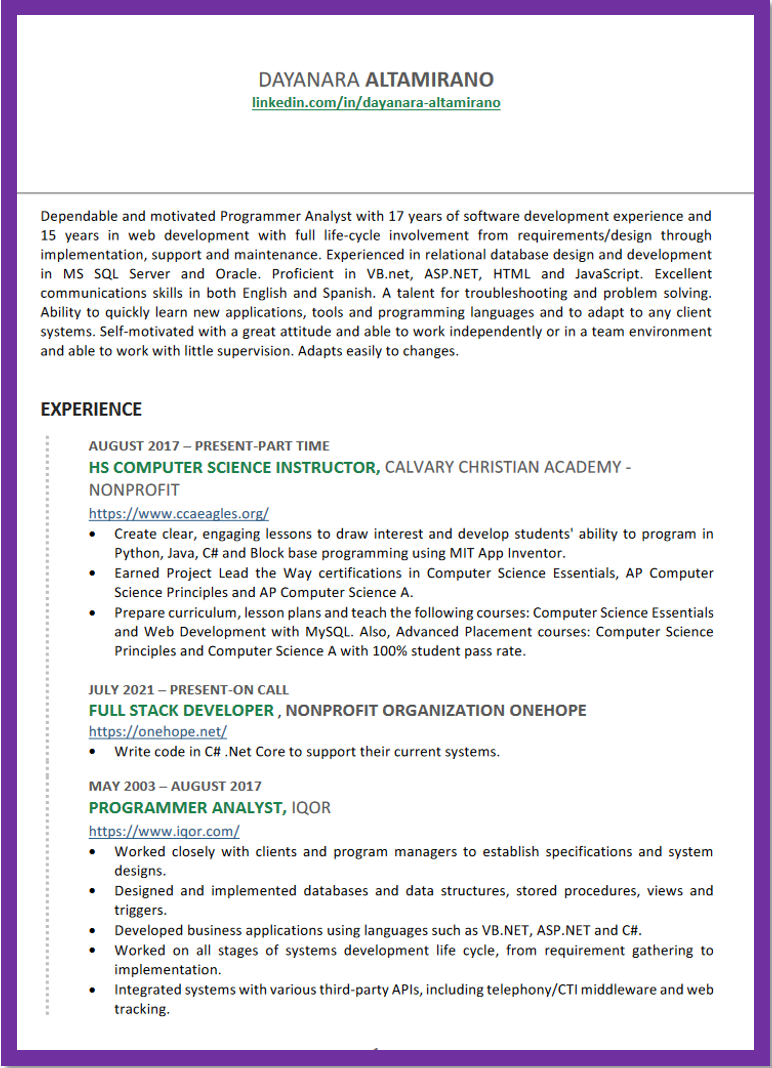 DAYANARA ALTAMIRANO
linkedin.com/in/dayanara-altamirano
Dependable and motivated Programmer Analyst with 17 years of software development experience and
15 years in web development with full life-cycle involvement from requirements/design through
implementation, support and maintenance. Experienced in relational database design and development
in MS SQL Server and Oracle. Proficient in VB.net, ASP.NET, HTML and JavaScript. Excellent
communications skills in both English and Spanish. A talent for troubleshooting and problem solving.
Ability to quickly learn new applications, tools and programming languages and to adapt to any client
systems. Self-motivated with a great attitude and able to work independently or in a team environment
and able to work with little supervision. Adapts easily to changes.
EXPERIENCE
AUGUST 2017 – PRESENT-PART TIME
HS COMPUTER SCIENCE INSTRUCTOR, CALVARY CHRISTIAN ACADEMY -
NONPROFIT
https://www.ccaeagles.org/
• Create clear, engaging lessons to draw interest and develop students' ability to program in
Python, Java, C# and Block base programming using MIT App Inventor.
• Earned Project Lead the Way certifications in Computer Science Essentials, AP Computer
Science Principles and AP Computer Science A.
• Prepare curriculum, lesson plans and teach the following courses: Computer Science Essentials
and Web Development with MySQL. Also, Advanced Placement courses: Computer Science
Principles and Computer Science A with 100% student pass rate.
JULY 2021 – PRESENT-ON CALL
FULL STACK DEVELOPER , NONPROFIT ORGANIZATION ONEHOPE
https://onehope.net/
• Write code in C# .Net Core to support their current systems.
MAY 2003 – AUGUST 2017
PROGRAMMER ANALYST, IQOR
https://www.iqor.com/
• Worked closely with clients and program managers to establish specifications and system
designs.
• Designed and implemented databases and data structures, stored procedures, views and
triggers.
• Developed business applications using languages such as VB.NET, ASP.NET and C#.
• Worked on all stages of systems development life cycle, from requirement gathering to
implementation.
• Integrated systems with various third-party APIs, including telephony/CTI middleware and web
tracking.